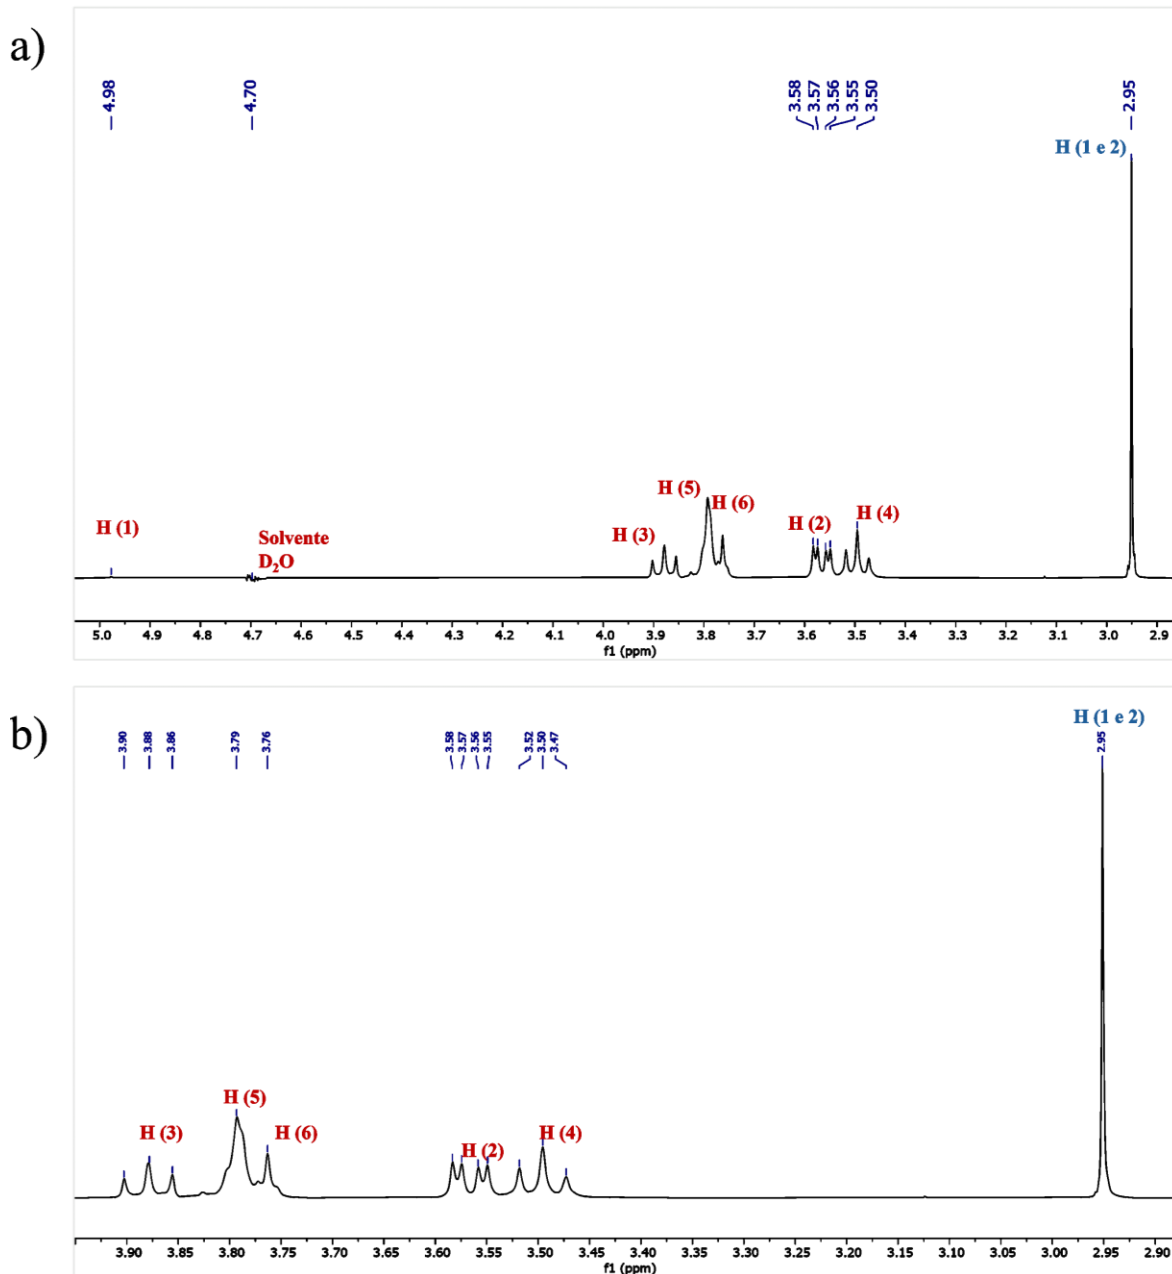 a)
4.98
4.70
3.58
3.57
3.56
3.55
3.50
2.95
H (1 e 2)
H (1)
Solvente
D₂O
H (3)
H (5)
H (6)
H (2)
H (4)
5.0 4.9 4.8 4.7 4.6 4.5 4.4 4.3 4.2 4.1 4.0 3.9 3.8 3.7 3.6 3.5 3.4 3.3 3.2 3.1 3.0 2.9
f1 (ppm)
b)
3.90
3.88
3.86
3.79
3.76
3.58
3.57
3.56
3.55
3.52
3.50
3.47
H (1 e 2)
2.95
H (3)
H (5)
H (6)
H (2)
H (4)
3.90 3.85 3.80 3.75 3.70 3.65 3.60 3.55 3.50 3.45 3.40 3.35 3.30 3.25 3.20 3.15 3.10 3.05 3.00 2.95 2.90
f1 (ppm)